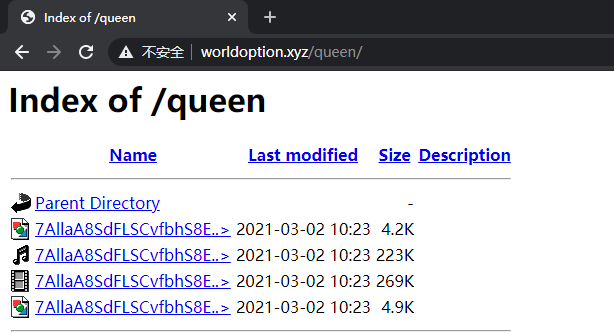 Index of /queen
不安全 worldoption.xyz/queen/
Index of /queen
Name Last modified Size Description
Parent Directory -
7AllaA8SdFLSCvfbhS8E..> 2021-03-02 10:23 4.2K
7AllaA8SdFLSCvfbhS8E..> 2021-03-02 10:23 223K
7AllaA8SdFLSCvfbhS8E..> 2021-03-02 10:23 269K
7AllaA8SdFLSCvfbhS8E..> 2021-03-02 10:23 4.9K